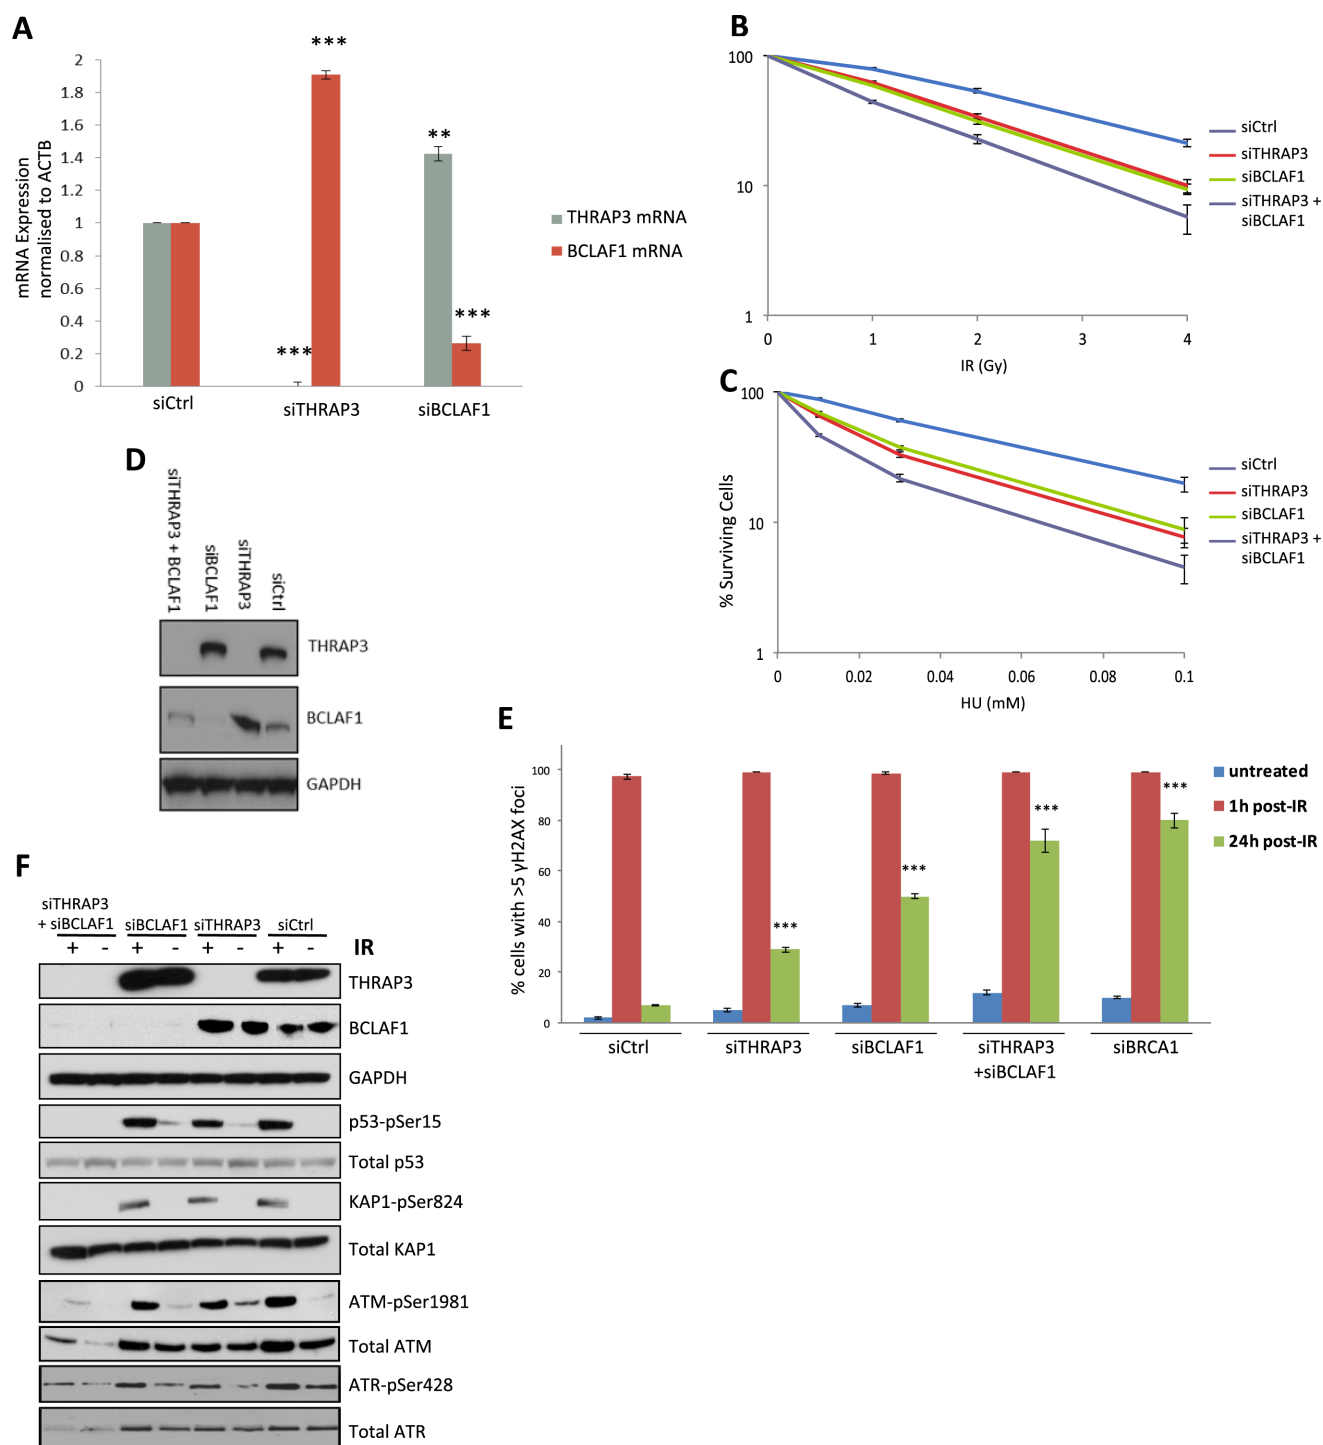 A
mRNA Expression
normalised to ACTB
2
1.8
1.6
1.4
1.2
1
0.8
0.6
0.4
0.2
0
***
***
**
***
siCtrl
siTHRAP3
siBCLAF1
THRAP3 mRNA
BCLAF1 mRNA
B
100
10
1
0
1
2
3
4
IR (Gy)
siCtrl
siTHRAP3
siBCLAF1
siTHRAP3 +
siBCLAF1
C
% Surviving Cells
100
10
1
0
0.02
0.04
0.06
0.08
0.1
HU (mM)
siCtrl
siTHRAP3
siBCLAF1
siTHRAP3 +
siBCLAF1
D
siTHRAP3 + BCLAF1
siBCLAF1
siTHRAP3
siCtrl
THRAP3
BCLAF1
GAPDH
E
% cells with >5 γH2AX foci
100
80
60
40
20
0
***
***
***
***
siCtrl
siTHRAP3
siBCLAF1
siTHRAP3
+siBCLAF1
siBRCA1
untreated
1h post-IR
24h post-IR
F
siTHRAP3
+ siBCLAF1
siBCLAF1
siTHRAP3
siCtrl
+ - + - + - + - IR
THRAP3
BCLAF1
GAPDH
p53-pSer15
Total p53
KAP1-pSer824
Total KAP1
ATM-pSer1981
Total ATM
ATR-pSer428
Total ATR